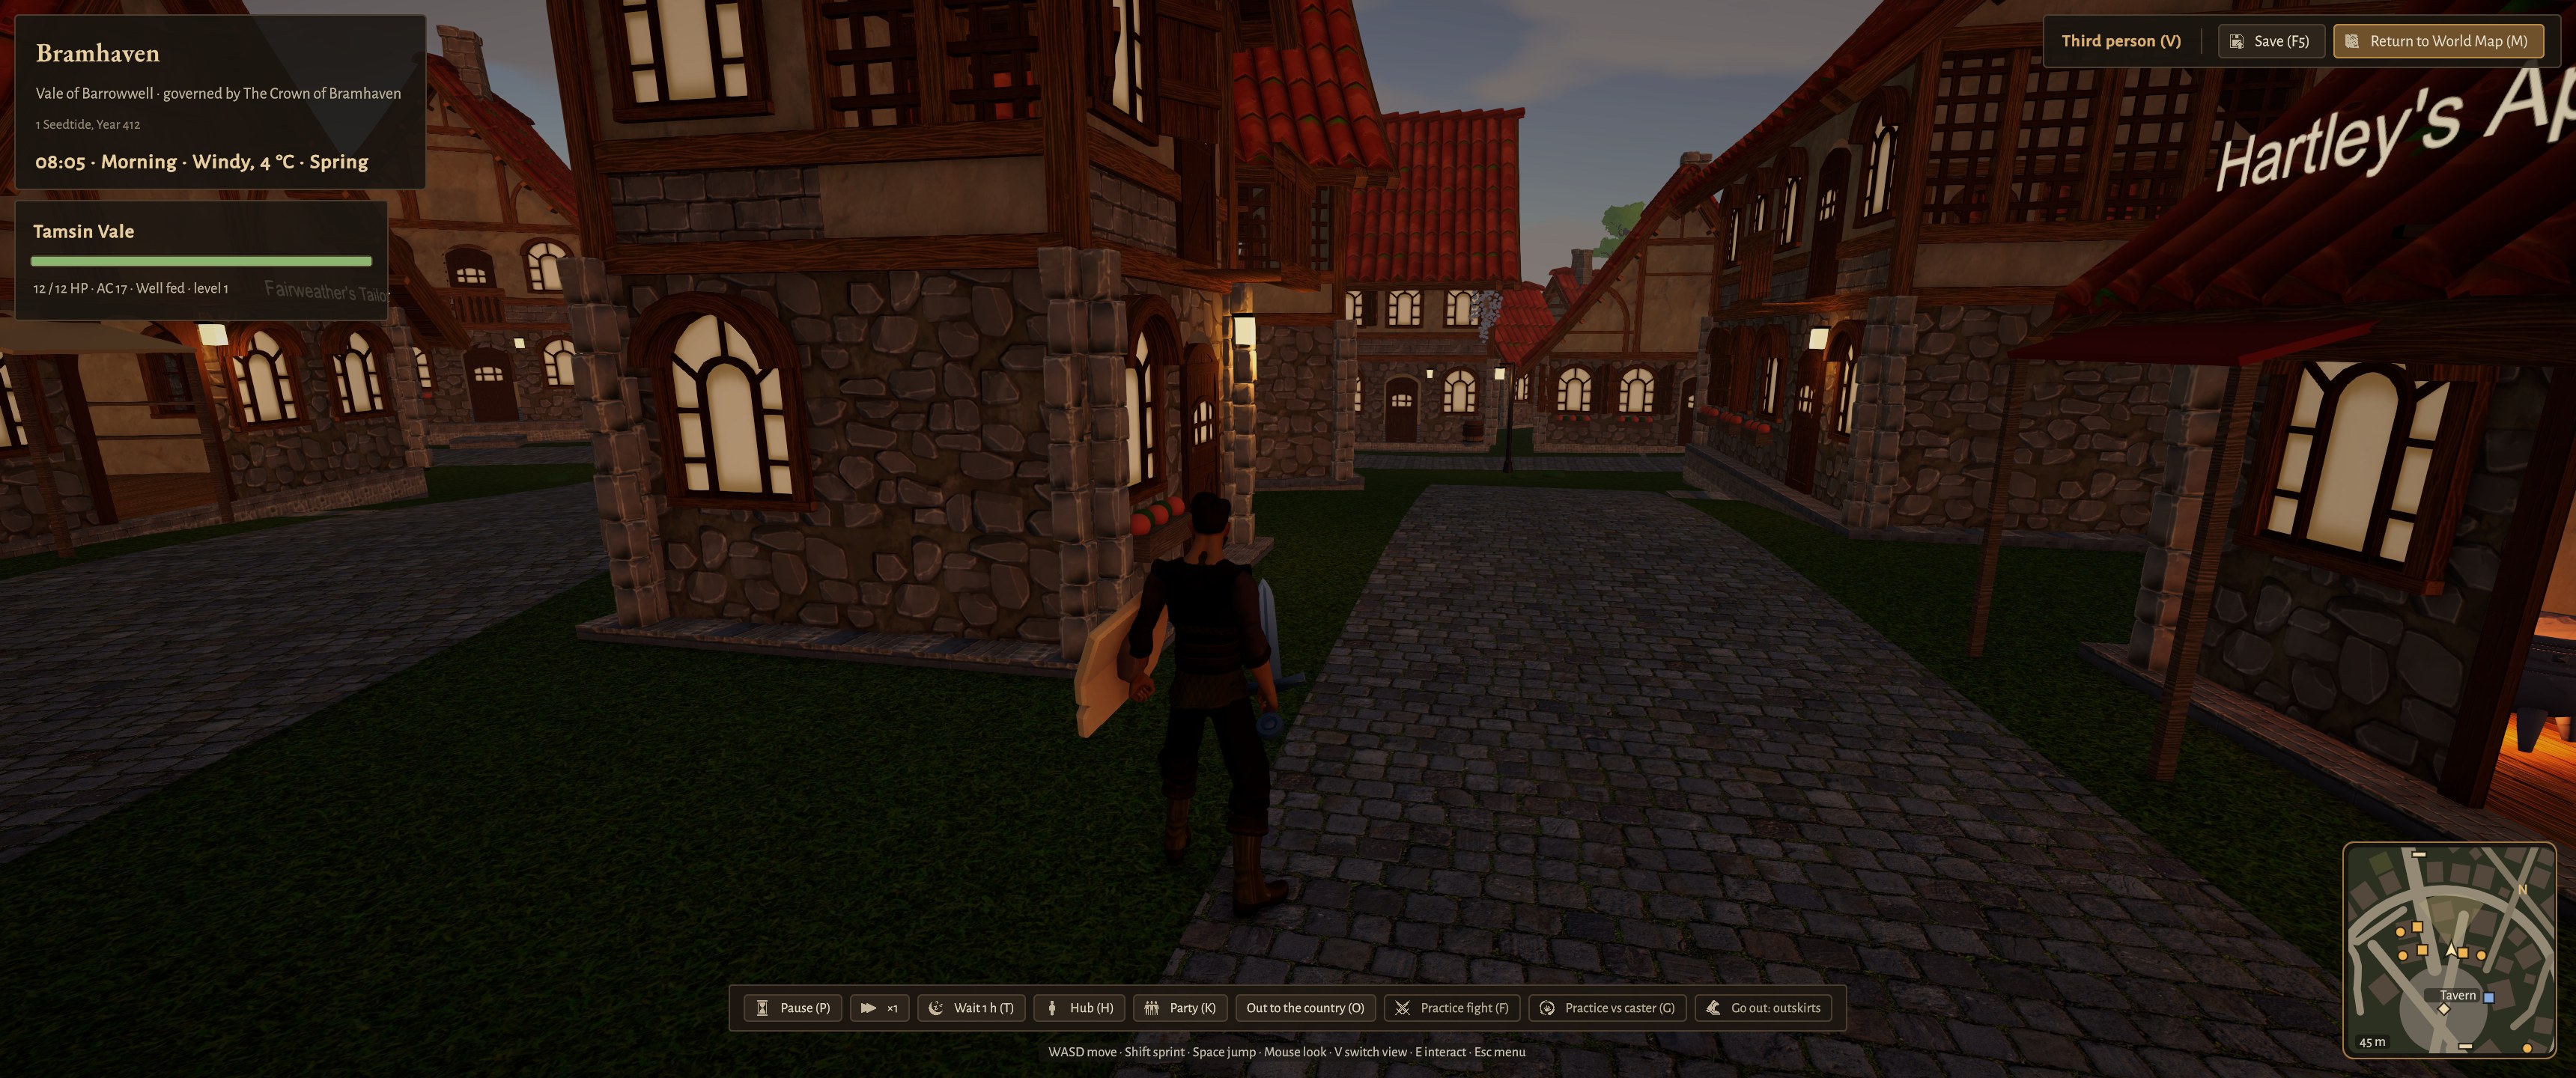 Bramhaven
Vale of Barrowwell · governed by The Crown of Bramhaven
1 Seedtide, Year 412
08:05 · Morning · Windy, 4 °C · Spring
Tamsin Vale
12 / 12 HP · AC 17 · Well fed · level 1
Fairweather's Tailor
Third person (V)
Save (F5)
Return to World Map (M)
Hartley's Ap
N
Tavern
45 m
Pause (P)
×1
Wait 1 h (T)
Hub (H)
Party (K)
Out to the country (O)
Practice fight (F)
Practice vs caster (G)
Go out: outskirts
WASD move · Shift sprint · Space jump · Mouse look · V switch view · E interact · Esc menu